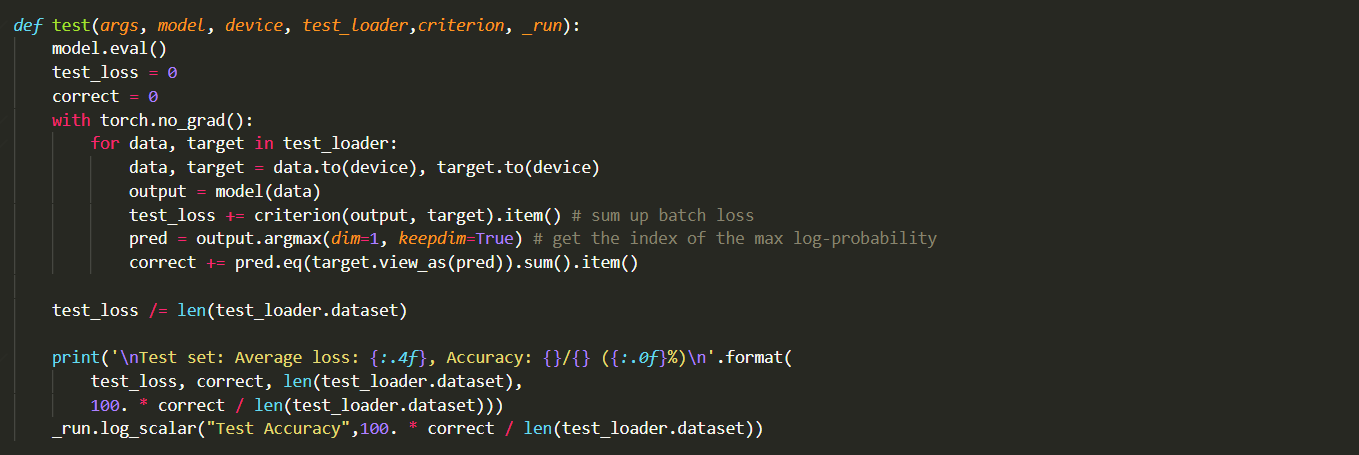 def test(args, model, device, test_loader,criterion, _run):
    model.eval()
    test_loss = 0
    correct = 0
    with torch.no_grad():
        for data, target in test_loader:
            data, target = data.to(device), target.to(device)
            output = model(data)
            test_loss += criterion(output, target).item() # sum up batch loss
            pred = output.argmax(dim=1, keepdim=True) # get the index of the max log-probability
            correct += pred.eq(target.view_as(pred)).sum().item()

    test_loss /= len(test_loader.dataset)

    print('\nTest set: Average loss: {:.4f}, Accuracy: {}/{} ({:.0f}%)\n'.format(
        test_loss, correct, len(test_loader.dataset),
        100. * correct / len(test_loader.dataset)))
    _run.log_scalar("Test Accuracy",100. * correct / len(test_loader.dataset))